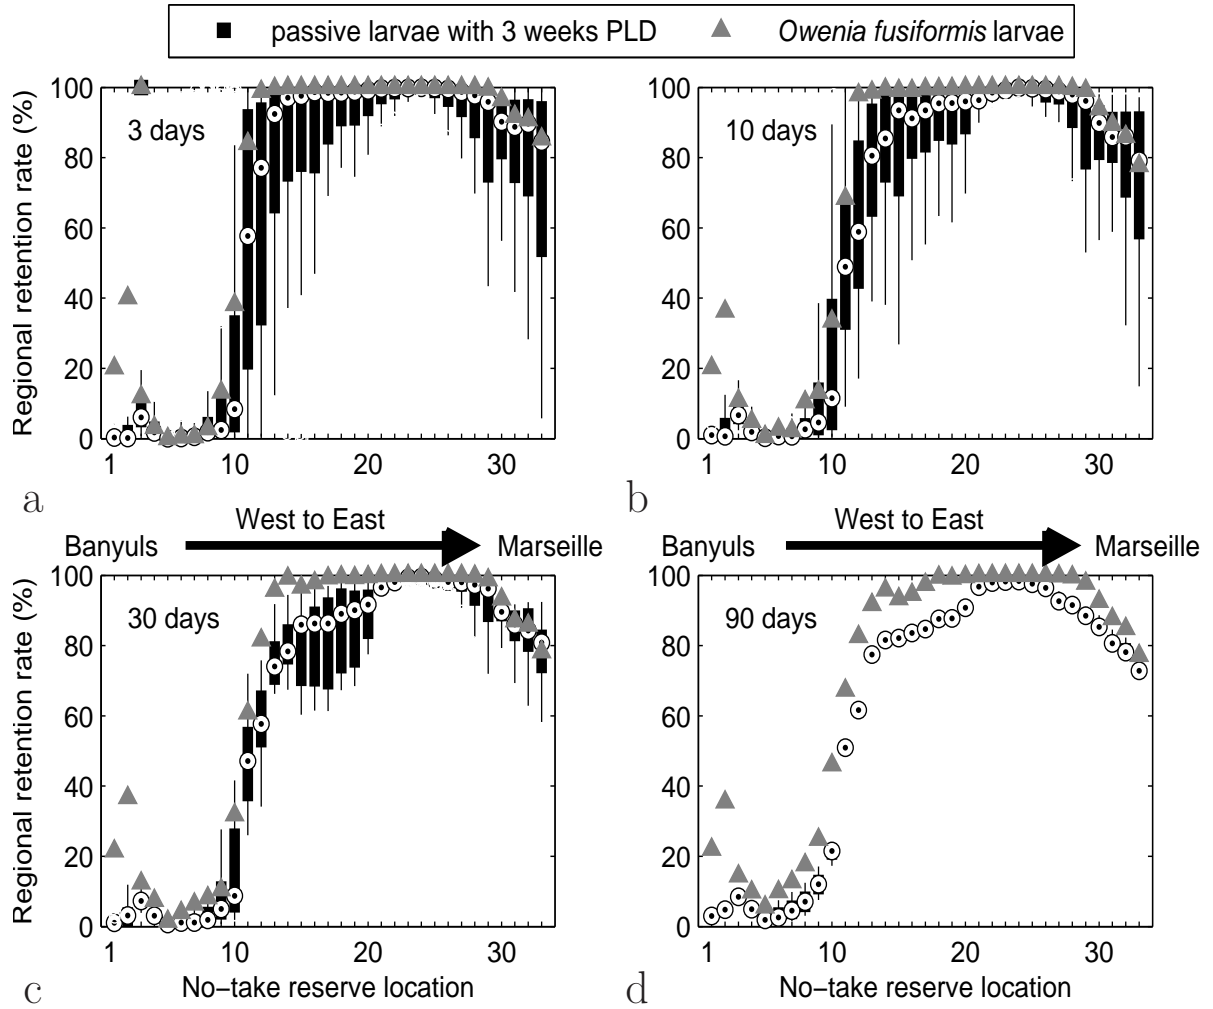 passive larvae with 3 weeks PLD Owenia fusiformis larvae
Regional retention rate (%)
100
80
60
40
20
0
3 days
1 10 20 30
a
100
80
60
40
20
0
10 days
1 10 20 30
b
West to East
Banyuls Marseille
West to East
Banyuls Marseille
Regional retention rate (%)
100
80
60
40
20
0
30 days
1 10 20 30
No-take reserve location
c
100
80
60
40
20
0
90 days
1 10 20 30
No-take reserve location
d